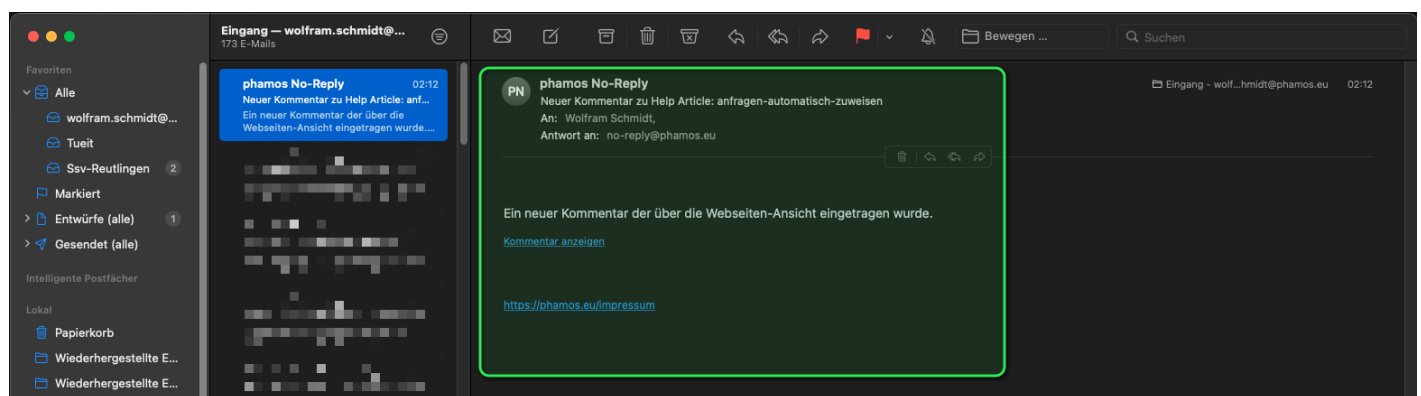 Favoriten
Alle
wolfram.schmidt@...
Tueit
Ssv-Reutlingen 2
Markiert
Entwürfe (alle) 1
Gesendet (alle)
Intelligente Postfächer
Lokal
Papierkorb
Wiederhergestellte E...
Wiederhergestellte E...
Eingang — wolfram.schmidt@...
173 E-Mails
phamos No-Reply 02:12
Neuer Kommentar zu Help Article: anf...
Ein neuer Kommentar der über die
Webseiten-Ansicht eingetragen wurde....
Bewegen ...
Suchen
PN
phamos No-Reply
Neuer Kommentar zu Help Article: anfragen-automatisch-zuweisen
An: Wolfram Schmidt,
Antwort an: no-reply@phamos.eu
Eingang - wolf...hmidt@phamos.eu 02:12
Ein neuer Kommentar der über die Webseiten-Ansicht eingetragen wurde.
Kommentar anzeigen
https://phamos.eu/impressum